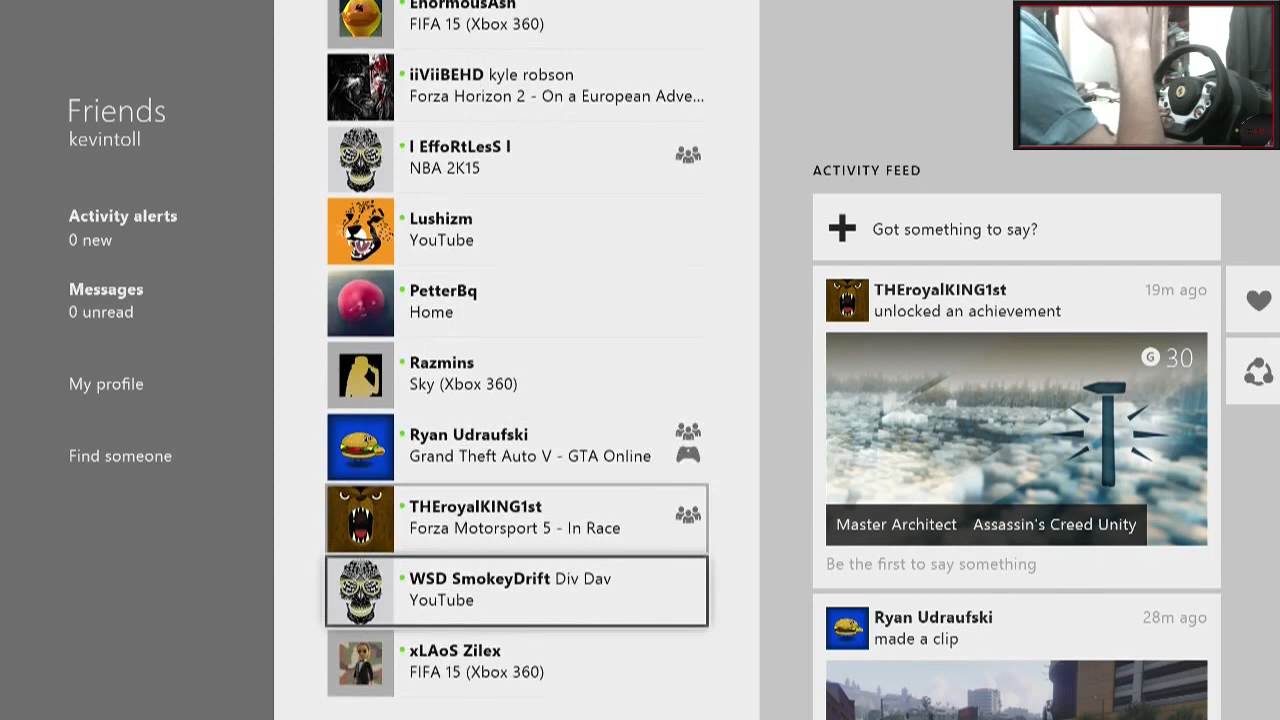 Friends
kevintoll
Activity alerts
0 new
Messages
0 unread
My profile
Find someone
EnormousAsh
FIFA 15 (Xbox 360)
iiViiBEHD kyle robson
Forza Horizon 2 - On a European Adve...
l EffoRtLesS l
NBA 2K15
Lushizm
YouTube
PetterBq
Home
Razmins
Sky (Xbox 360)
Ryan Udraufski
Grand Theft Auto V - GTA Online
THEroyalKING1st
Forza Motorsport 5 - In Race
WSD SmokeyDrift Div Dav
YouTube
xLAoS Zilex
FIFA 15 (Xbox 360)
ACTIVITY FEED
Got something to say?
THEroyalKING1st 19m ago
unlocked an achievement
G 30
Master Architect Assassin's Creed Unity
Be the first to say something
Ryan Udraufski 28m ago
made a clip